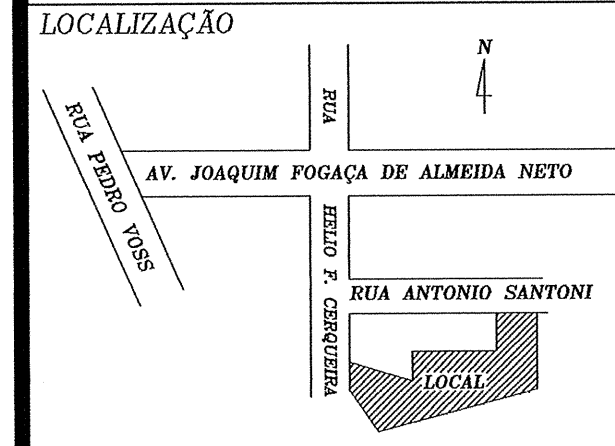 LOCALIZAÇÃO
N
RUA
RUA PEDRO VOSS
AV. JOAQUIM FOGAÇA DE ALMEIDA NETO
HELIO F. CERQUEIRA
RUA ANTONIO SANTONI
LOCAL